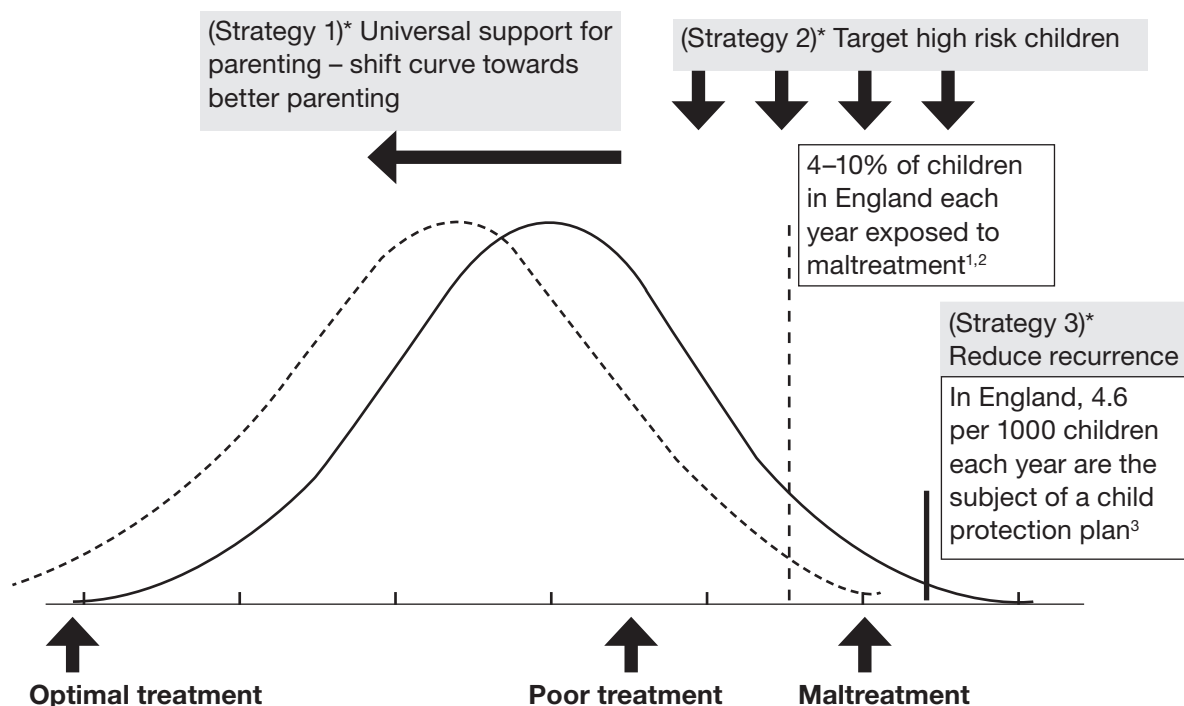 (Strategy 1)* Universal support for
parenting – shift curve towards
better parenting
(Strategy 2)* Target high risk children
4–10% of children
in England each
year exposed to
maltreatment1,2
(Strategy 3)*
Reduce recurrence
In England, 4.6
per 1000 children
each year are the
subject of a child
protection plan3
Optimal treatment
Poor treatment
Maltreatment